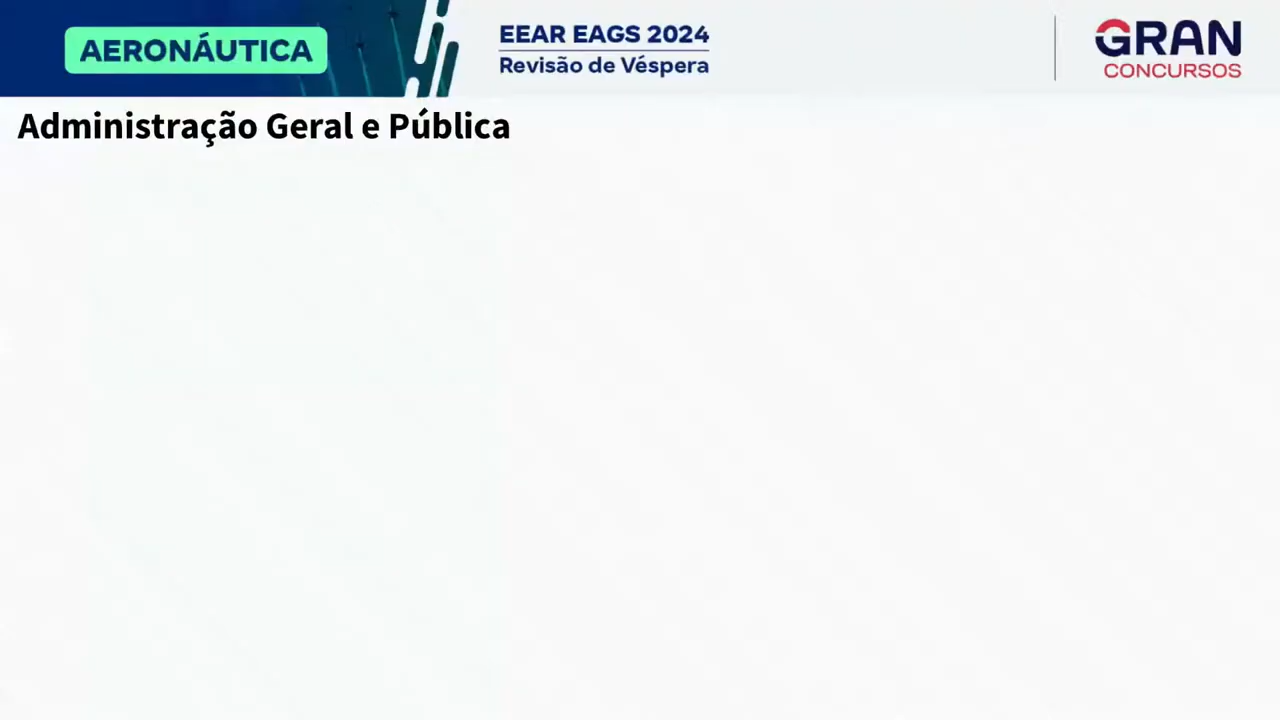 AERONÁUTICA
EEAR EAGS 2024
Revisão de Véspera
GRAN
CONCURSOS
Administração Geral e Pública